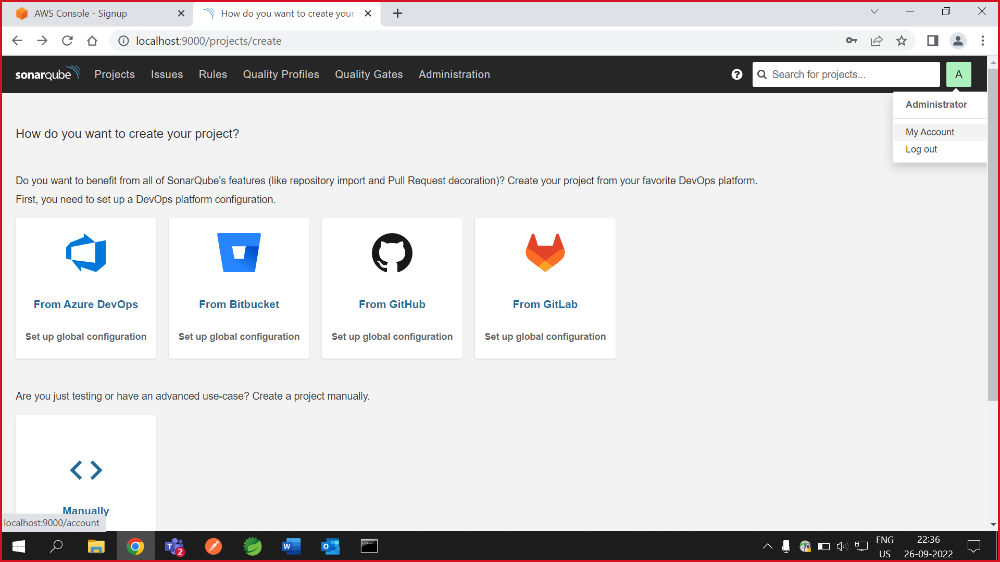 AWS Console - Signup
How do you want to create your
localhost:9000/projects/create
sonarqube
Projects
Issues
Rules
Quality Profiles
Quality Gates
Administration
?
Search for projects...
A
Administrator
My Account
Log out
How do you want to create your project?
Do you want to benefit from all of SonarQube's features (like repository import and Pull Request decoration)? Create your project from your favorite DevOps platform.
First, you need to set up a DevOps platform configuration.
From Azure DevOps
From Bitbucket
From GitHub
From GitLab
Set up global configuration
Set up global configuration
Set up global configuration
Set up global configuration
Are you just testing or have an advanced use-case? Create a project manually.
Manually
localhost:9000/account
T
2
W
O
C:\
ENG
US
22:36
26-09-2022